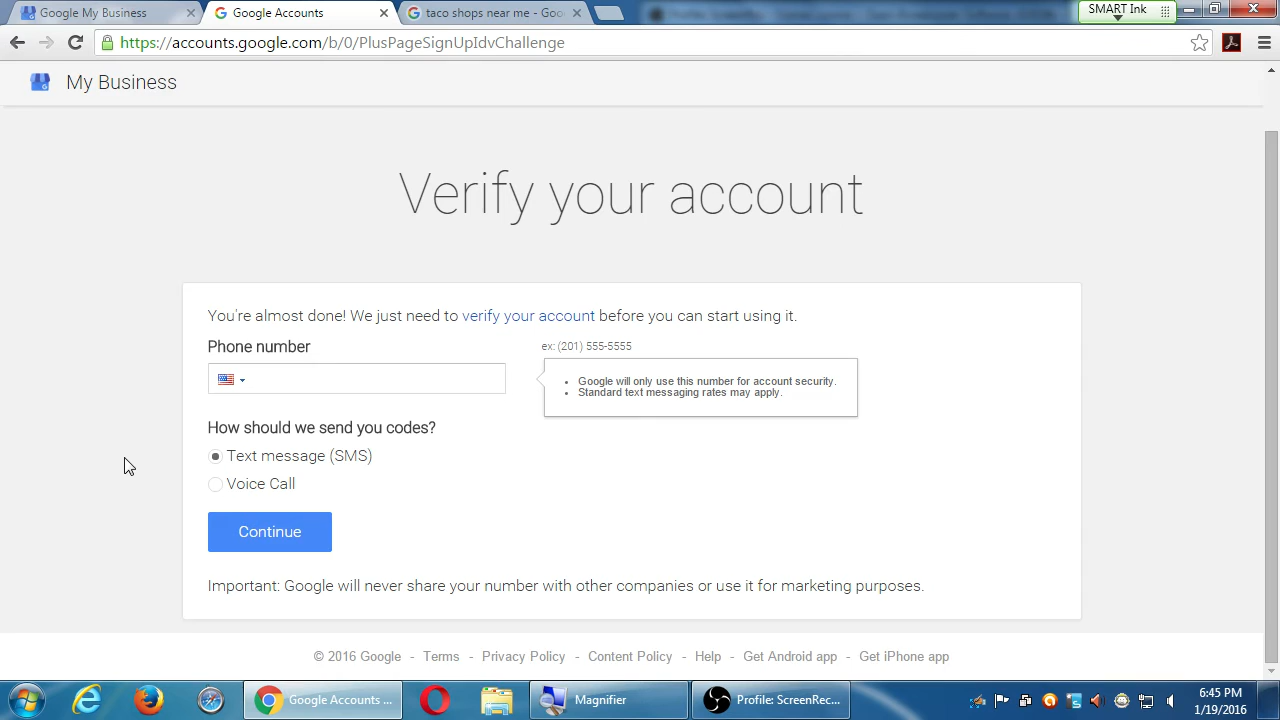 Google My Business
Google Accounts
taco shops near me - Goo
SMART Ink
https://accounts.google.com/b/0/PlusPageSignUpIdvChallenge
My Business
Verify your account
You're almost done! We just need to verify your account before you can start using it.
Phone number
ex: (201) 555-5555
Google will only use this number for account security.
Standard text messaging rates may apply.
How should we send you codes?
Text message (SMS)
Voice Call
Continue
Important: Google will never share your number with other companies or use it for marketing purposes.
© 2016 Google - Terms - Privacy Policy - Content Policy - Help - Get Android app - Get iPhone app
Google Accounts ...
Magnifier
Profile: ScreenRec...
6:45 PM
1/19/2016